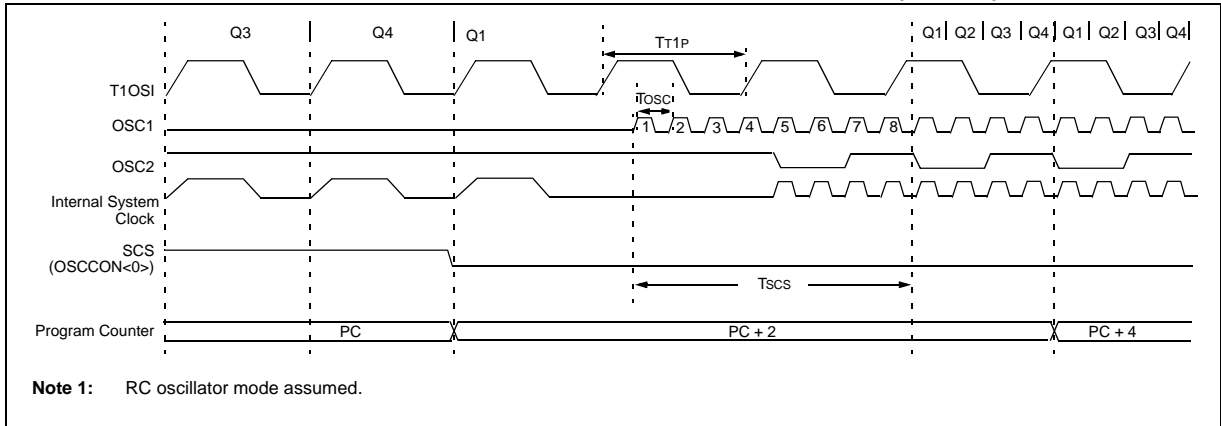 Q3 Q4 Q1 Q1 Q2 Q3 Q4 Q1 Q2 Q3 Q4
TT1P
T1OSI
TOSC
OSC1 1 2 3 4 5 6 7 8
OSC2
Internal System
Clock
SCS
(OSCCON<0>)
TSCS
Program Counter PC PC + 2 PC + 4
Note 1: RC oscillator mode assumed.